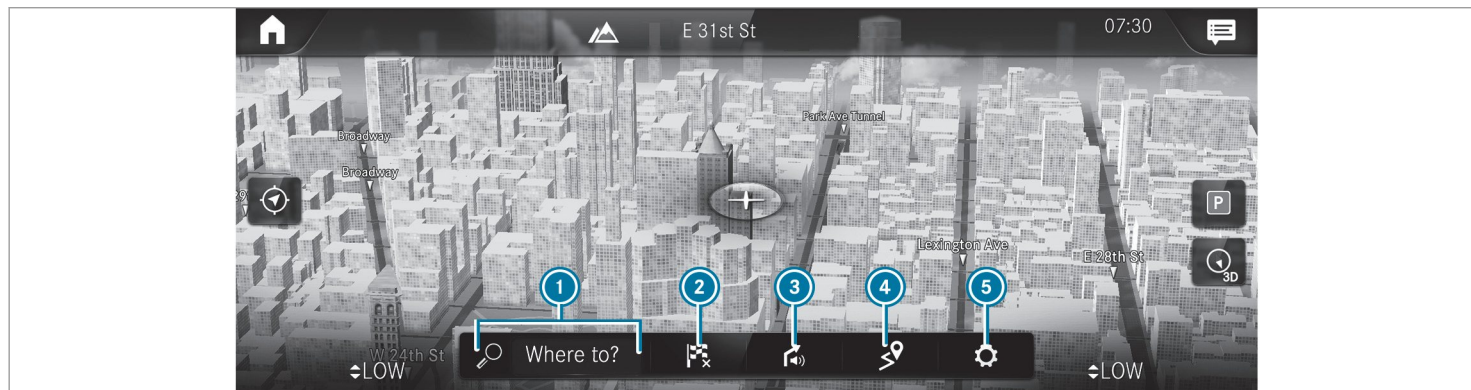 E 31st St
07:30
Park Ave Tunnel
Broadway
Broadway
P
Lexington Ave
E 28th St
3D
1 2 3 4 5
W 24th St
Where to?
LOW
LOW